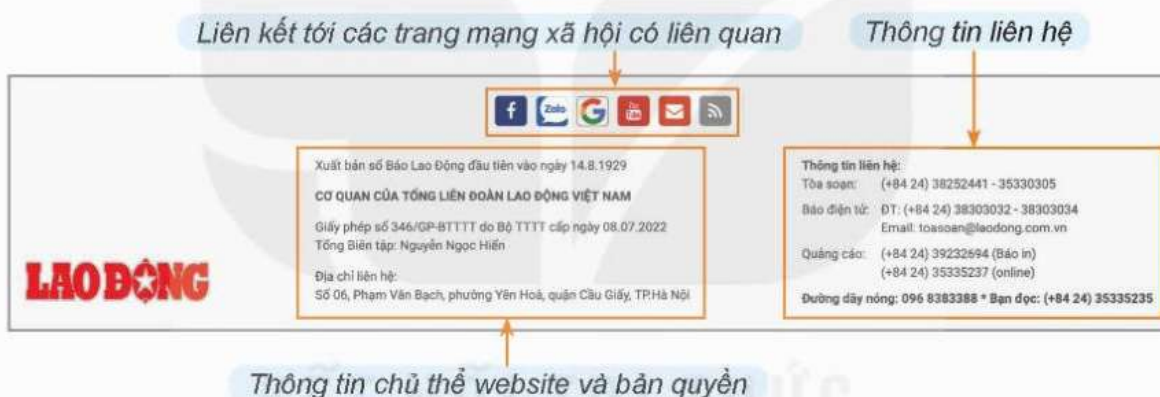 Liên kết tới các trang mạng xã hội có liên quan
Thông tin liên hệ
f Zalo G You Tube
Xuất bản số Báo Lao Động đầu tiên vào ngày 14.8.1929
CƠ QUAN CỦA TỔNG LIÊN ĐOÀN LAO ĐỘNG VIỆT NAM
Giấy phép số 346/GP-BTTTT do Bộ TTTT cấp ngày 08.07.2022
Tổng Biên tập: Nguyễn Ngọc Hiển
Địa chỉ liên hệ:
Số 06, Phạm Văn Bạch, phường Yên Hoà, quận Cầu Giấy, TP.Hà Nội
LAO ĐỘNG
Thông tin liên hệ:
Tòa soạn: (+84 24) 38252441 - 35330305
Báo điện tử: ĐT: (+84 24) 38303032 - 38303034
Email: toasoan@laodong.com.vn
Quảng cáo: (+84 24) 39232694 (Báo in)
(+84 24) 35335237 (online)
Đường dây nóng: 096 8383388 * Bạn đọc: (+84 24) 35335235
Thông tin chủ thể website và bản quyền